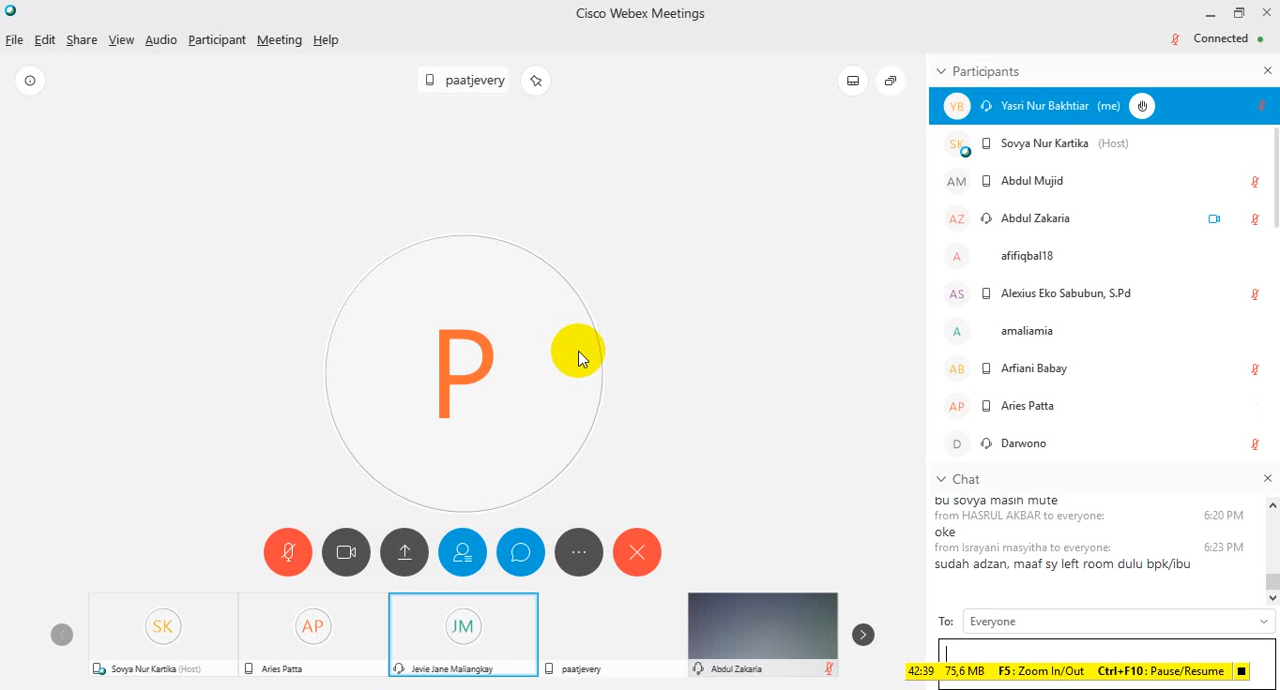 Cisco Webex Meetings
File Edit Share View Audio Participant Meeting Help
Connected
paatjevery
P
SK
Sovya Nur Kartika (Host)
AP
Aries Patta
JM
Jevie Jane Maliangkay
paatjevery
Abdul Zakaria
Participants
YB Yasri Nur Bakhtiar (me)
SK Sovya Nur Kartika (Host)
AM Abdul Mujid
AZ Abdul Zakaria
A afifiqbal18
AS Alexius Eko Sabubun, S.Pd
A amaliamia
AB Arfiani Babay
AP Aries Patta
D Darwono
Chat
bu sovya masih mute
from HASRUL AKBAR to everyone: 6:20 PM
oke
from Israyani masyitha to everyone: 6:23 PM
sudah adzan, maaf sy left room dulu bpk/ibu
To: Everyone
42:39 75,6 MB F5: Zoom In/Out Ctrl+F10: Pause/Resume